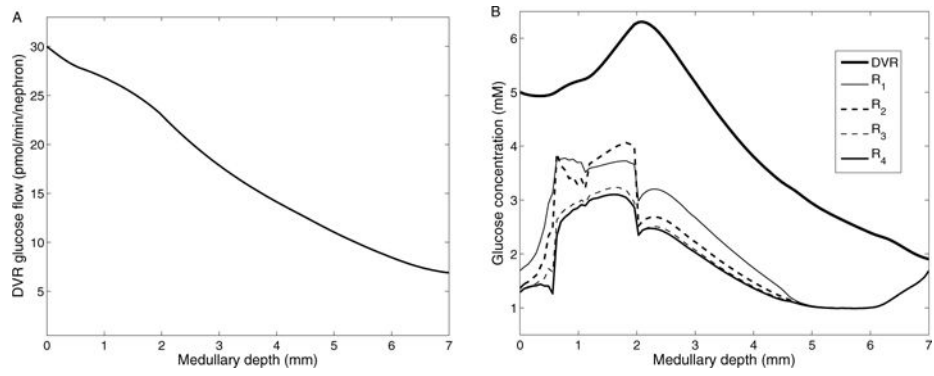 A
DVR glucose flow (pmol/min/nephron)
30
25
20
15
10
5
0 1 2 3 4 5 6 7
Medullary depth (mm)
B
Glucose concentration (mM)
6
5
4
3
2
1
0 1 2 3 4 5 6 7
Medullary depth (mm)
DVR
R1
R2
R3
R4